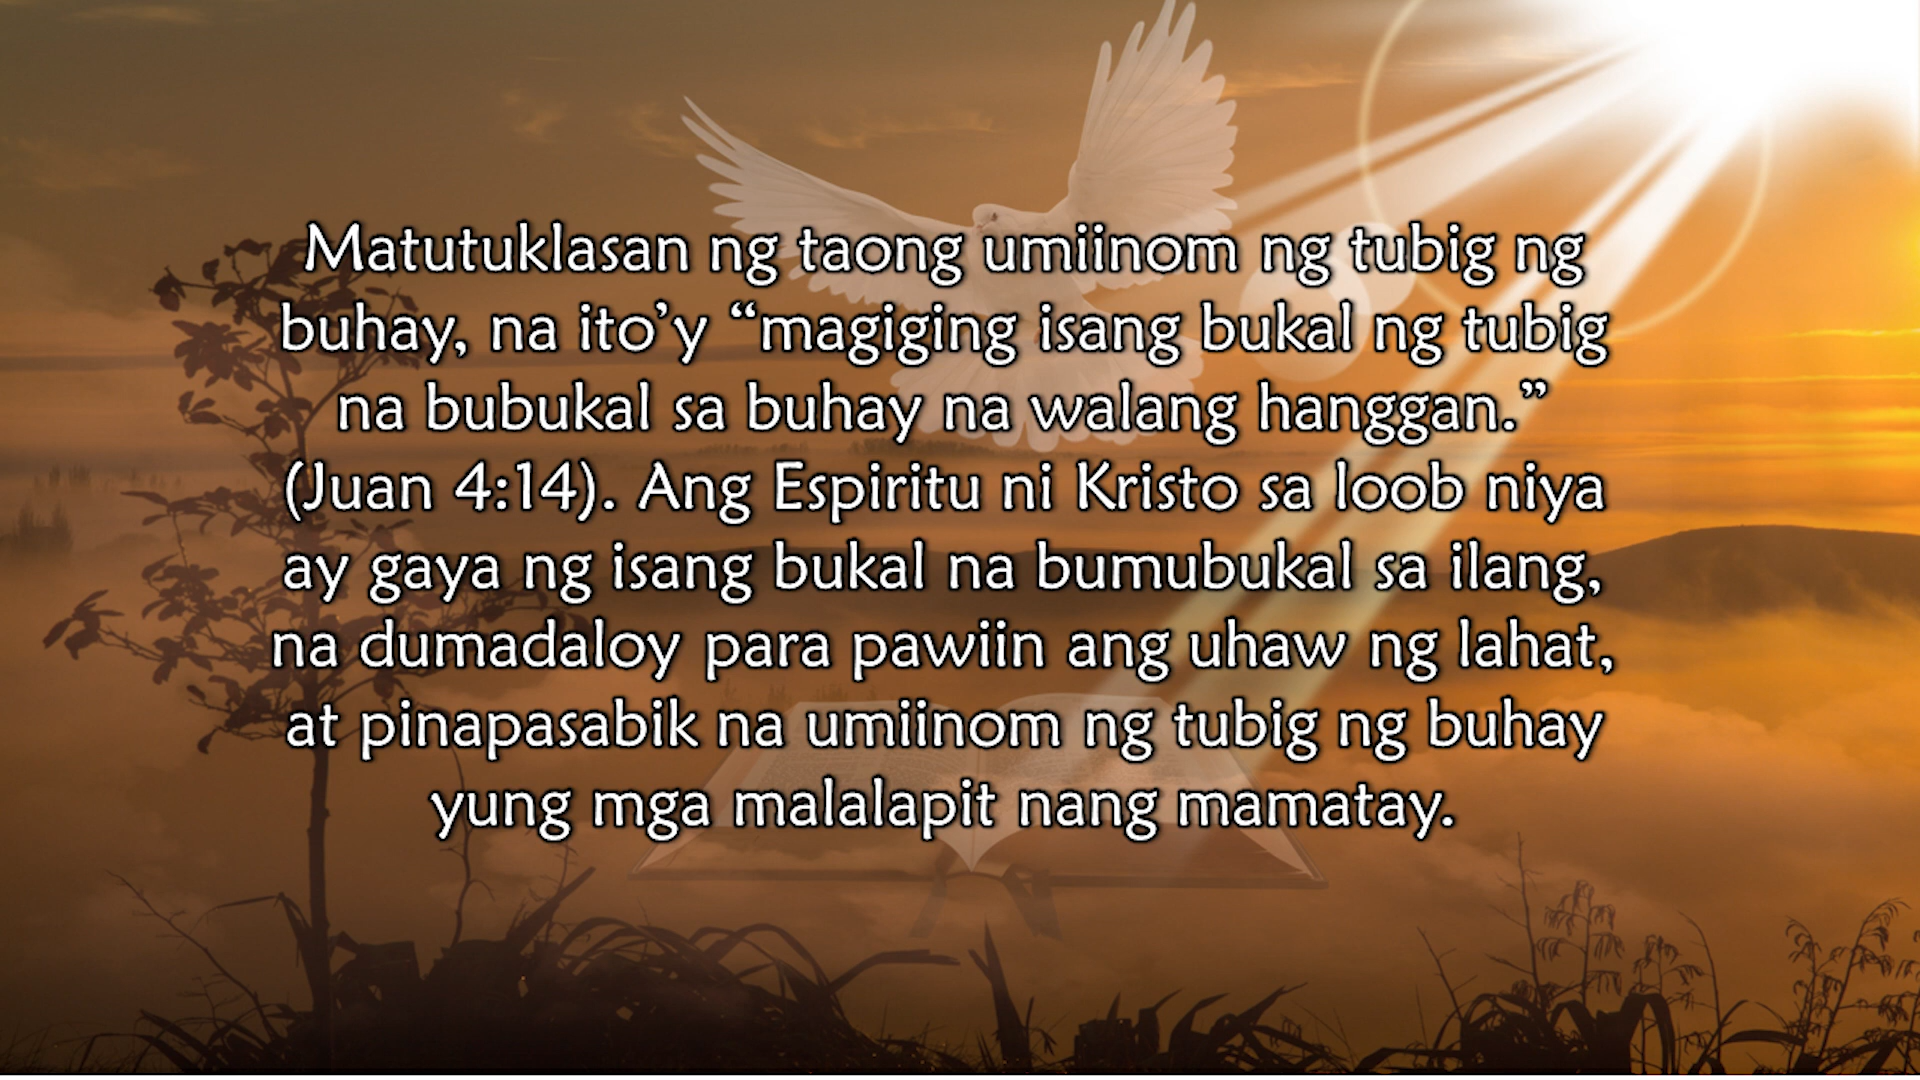 Matutuklasan ng taong umiinom ng tubig ng
buhay, na ito’y “magiging isang bukal ng tubig
na bubukal sa buhay na walang hanggan.”
(Juan 4:14). Ang Espiritu ni Kristo sa loob niya
ay gaya ng isang bukal na bumubukal sa ilang,
na dumadaloy para pawiin ang uhaw ng lahat,
at pinapasabik na umiinom ng tubig ng buhay
yung mga malalapit nang mamatay.